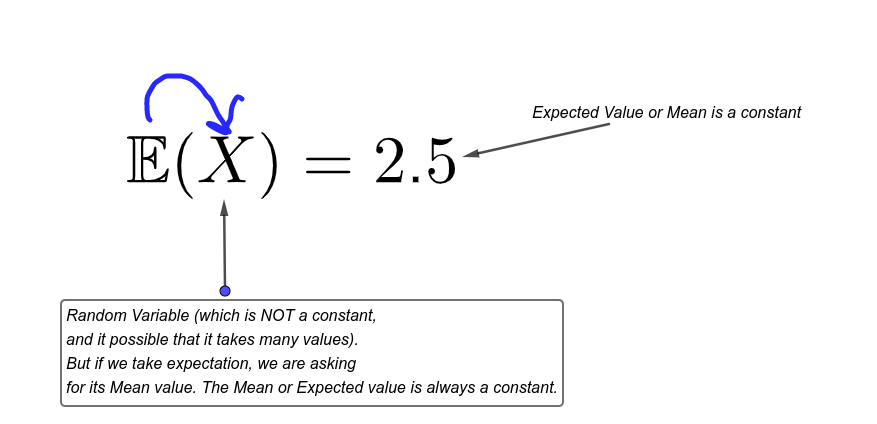 Expected Value or Mean is a constant
𝔼(X) = 2.5
Random Variable (which is NOT a constant,
and it possible that it takes many values).
But if we take expectation, we are asking
for its Mean value. The Mean or Expected value is always a constant.